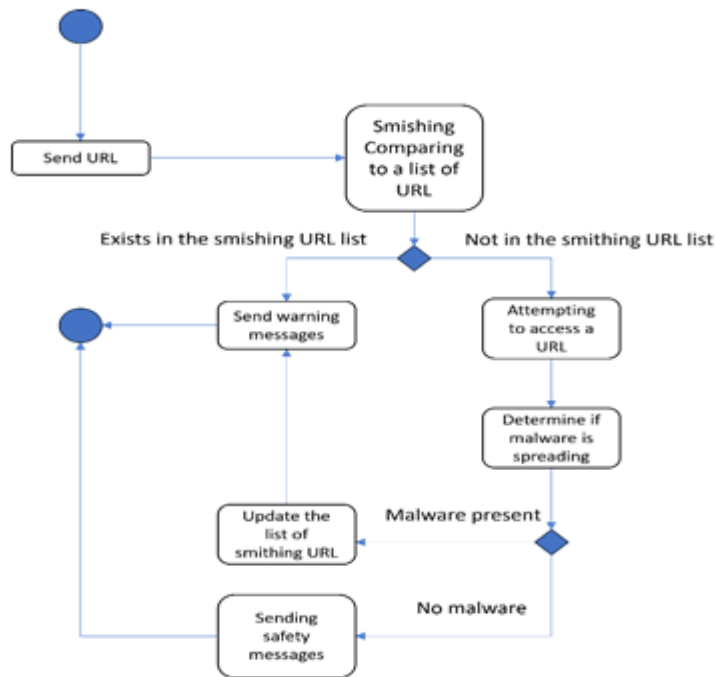 Send URL
Smishing
Comparing
to a list of
URL
Exists in the smishing URL list
Not in the smithing URL list
Send warning
messages
Attempting
to access a
URL
Determine if
malware is
spreading
Malware present
Update the
list of
smithing URL
No malware
Sending
safety
messages